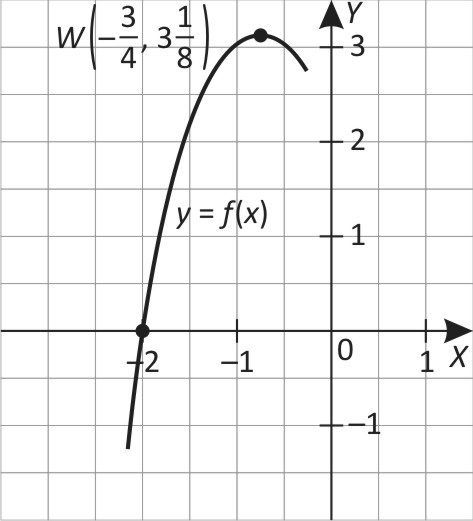 W(−3/4, 3 1/8)
Y
3
2
y = f(x)
1
−2
−1
0
1
X
−1